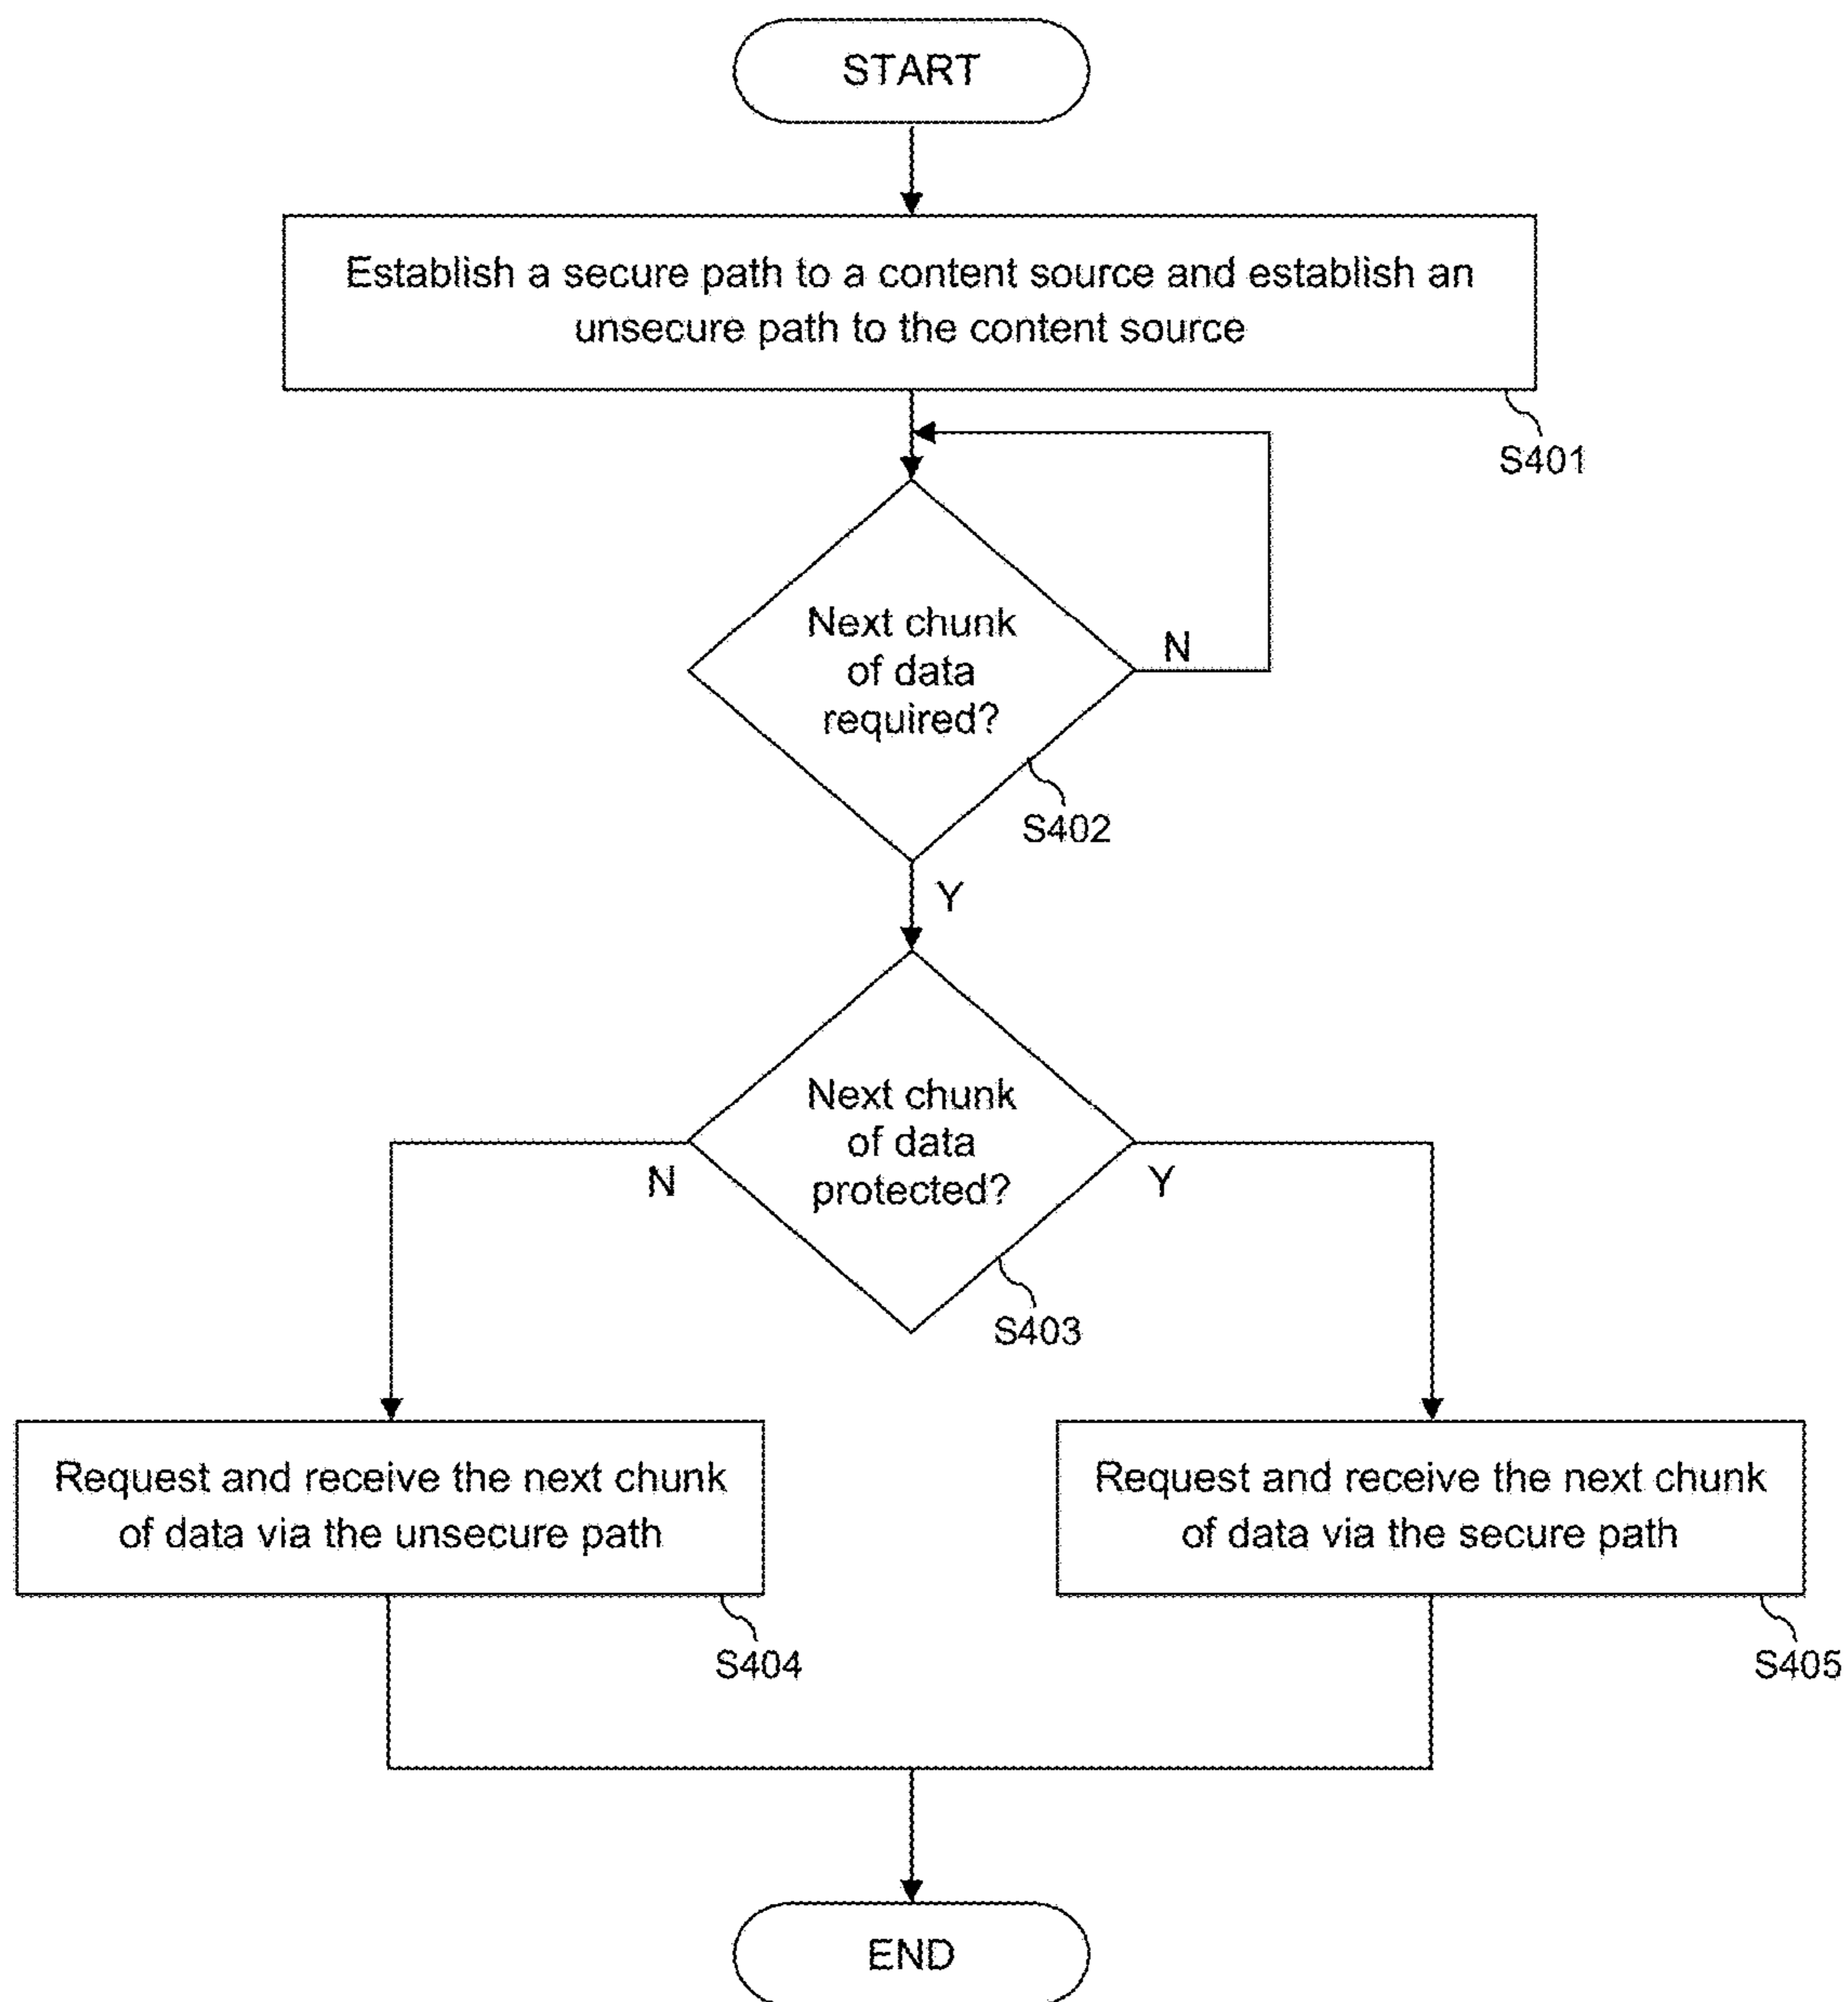 START
Establish a secure path to a content source and establish an
unsecure path to the content source
S401
Next chunk
of data
required?
N
S402
Y
Next chunk
of data
protected?
N
Y
S403
Request and receive the next chunk
of data via the unsecure path
S404
Request and receive the next chunk
of data via the secure path
S405
END